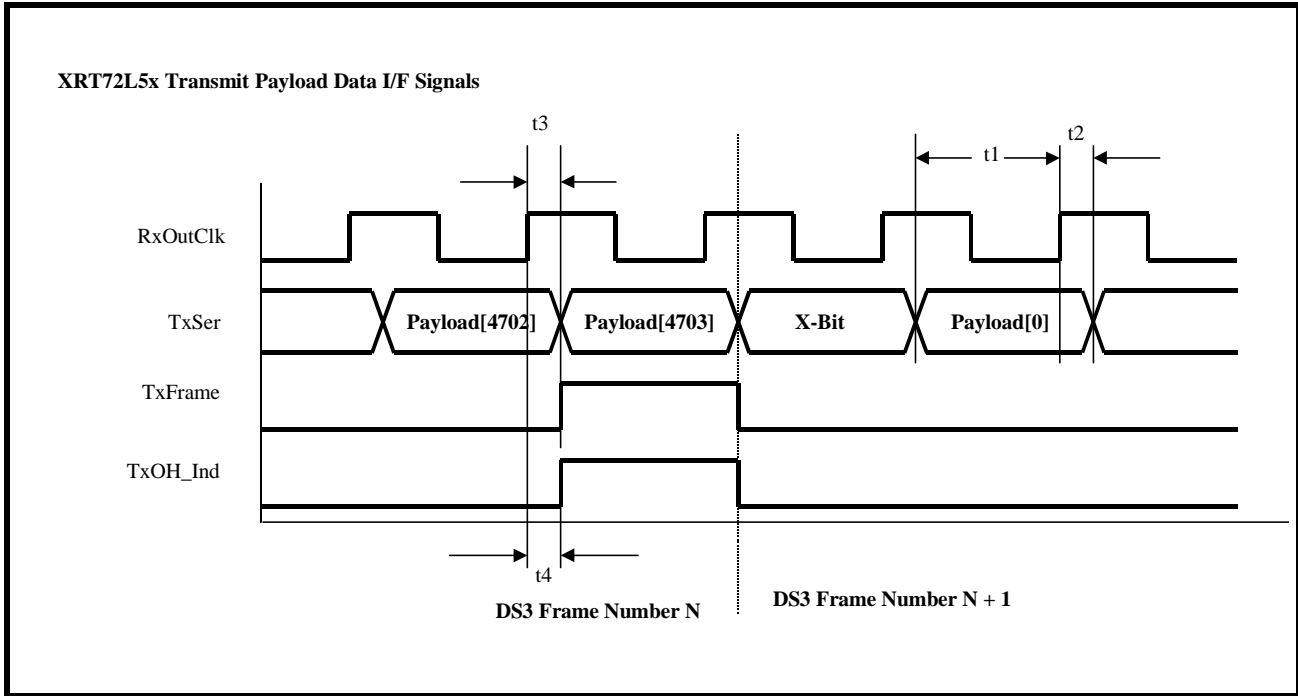 XRT72L5x Transmit Payload Data I/F Signals
t3
t2
t1
RxOutClk
TxSer
Payload[4702]
Payload[4703]
X-Bit
Payload[0]
TxFrame
TxOH_Ind
t4
DS3 Frame Number N
DS3 Frame Number N + 1